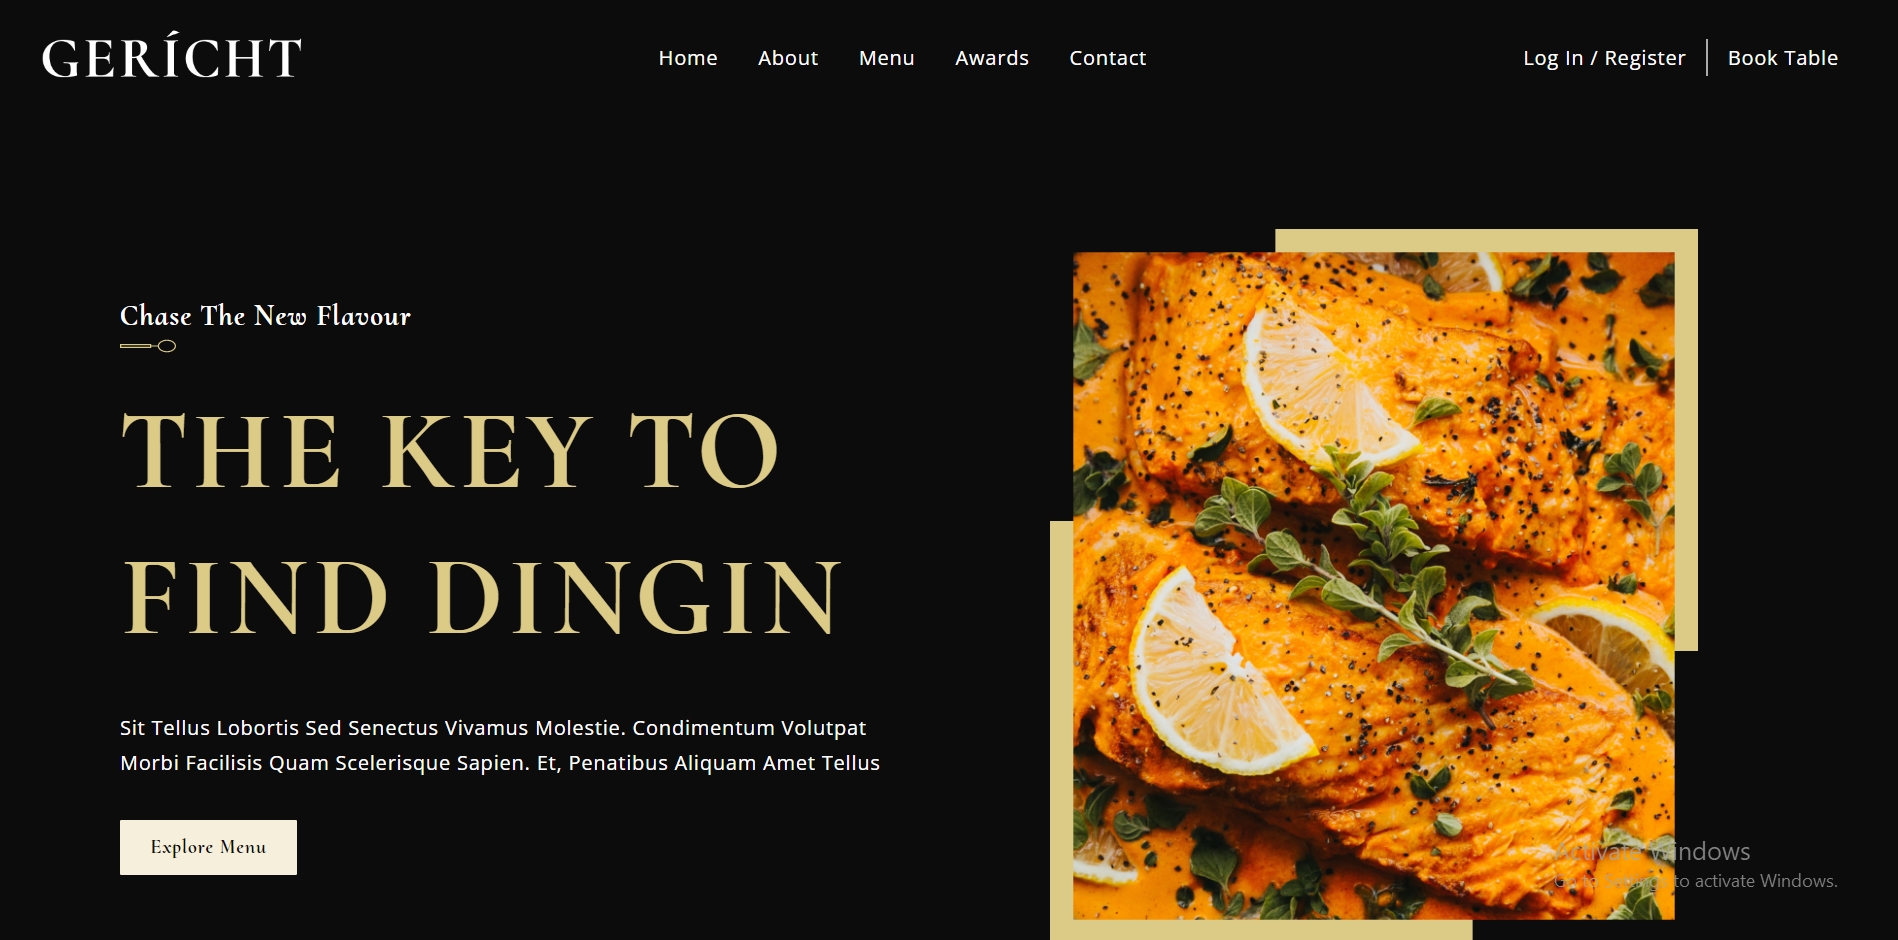 GERÍCHT
Home About Menu Awards Contact
Log In / Register Book Table
Chase The New Flavour
THE KEY TO
FIND DINGIN
Sit Tellus Lobortis Sed Senectus Vivamus Molestie. Condimentum Volutpat
Morbi Facilisis Quam Scelerisque Sapien. Et, Penatibus Aliquam Amet Tellus
Explore Menu
Activate Windows
Go to Settings to activate Windows.